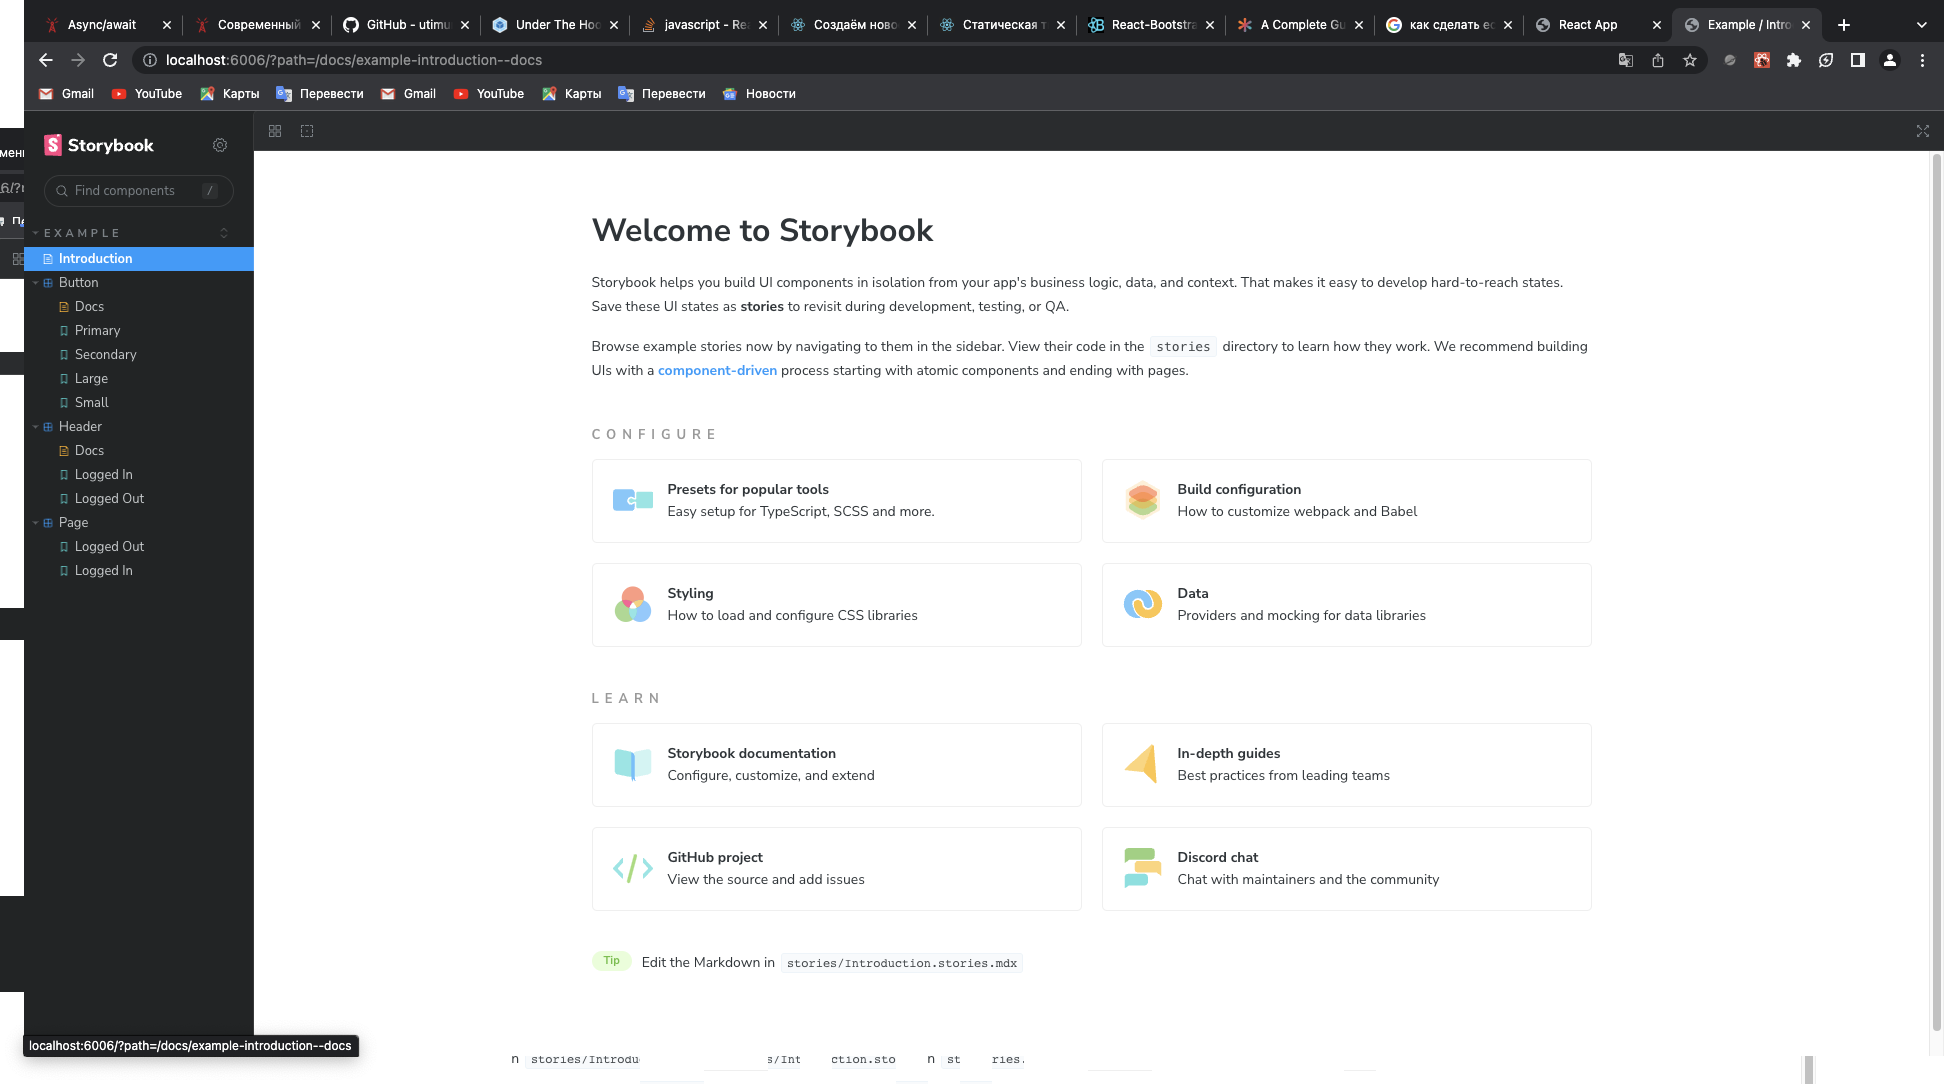 Async/await
Современный
GitHub - utimu
Under The Hoo
javascript - Rea
Создаём ново
Статическая т
React-Bootstra
A Complete Gu
как сделать ес
React App
Example / Intro
localhost:6006/?path=/docs/example-introduction--docs
Gmail YouTube Карты Перевести Gmail YouTube Карты Перевести Новости
Storybook
Find components /
EXAMPLE
Introduction
Button
Docs
Primary
Secondary
Large
Small
Header
Docs
Logged In
Logged Out
Page
Logged Out
Logged In
Welcome to Storybook
Storybook helps you build UI components in isolation from your app's business logic, data, and context. That makes it easy to develop hard-to-reach states.
Save these UI states as stories to revisit during development, testing, or QA.
Browse example stories now by navigating to them in the sidebar. View their code in the stories directory to learn how they work. We recommend building
UIs with a component-driven process starting with atomic components and ending with pages.
CONFIGURE
Presets for popular tools
Easy setup for TypeScript, SCSS and more.
Build configuration
How to customize webpack and Babel
Styling
How to load and configure CSS libraries
Data
Providers and mocking for data libraries
LEARN
Storybook documentation
Configure, customize, and extend
In-depth guides
Best practices from leading teams
GitHub project
View the source and add issues
Discord chat
Chat with maintainers and the community
Tip Edit the Markdown in stories/Introduction.stories.mdx
localhost:6006/?path=/docs/example-introduction--docs
n stories/Introdu s/Int ction.sto n st ries.